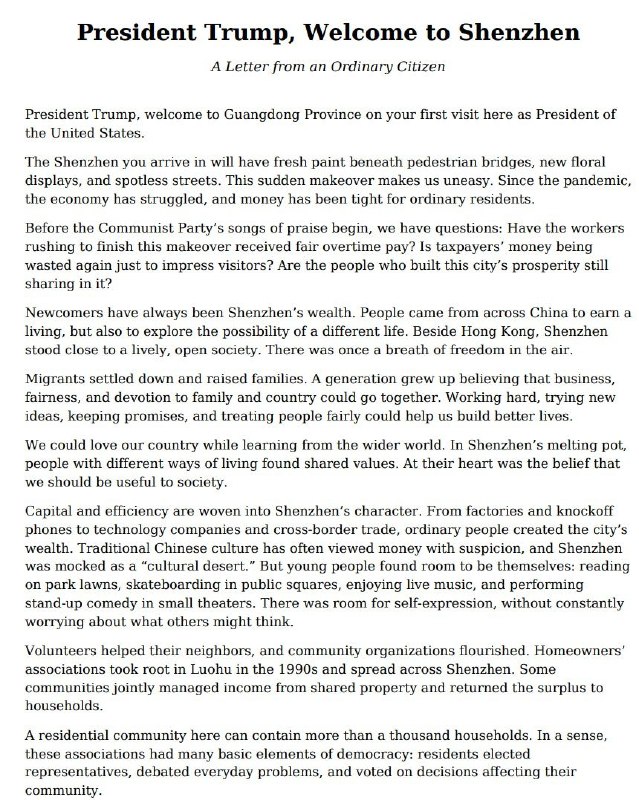 President Trump, Welcome to Shenzhen
A Letter from an Ordinary Citizen
President Trump, welcome to Guangdong Province on your first visit here as President of
the United States.
The Shenzhen you arrive in will have fresh paint beneath pedestrian bridges, new floral
displays, and spotless streets. This sudden makeover makes us uneasy. Since the pandemic,
the economy has struggled, and money has been tight for ordinary residents.
Before the Communist Party’s songs of praise begin, we have questions: Have the workers
rushing to finish this makeover received fair overtime pay? Is taxpayers’ money being
wasted again just to impress visitors? Are the people who built this city’s prosperity still
sharing in it?
Newcomers have always been Shenzhen’s wealth. People came from across China to earn a
living, but also to explore the possibility of a different life. Beside Hong Kong, Shenzhen
stood close to a lively, open society. There was once a breath of freedom in the air.
Migrants settled down and raised families. A generation grew up believing that business,
fairness, and devotion to family and country could go together. Working hard, trying new
ideas, keeping promises, and treating people fairly could help us build better lives.
We could love our country while learning from the wider world. In Shenzhen’s melting pot,
people with different ways of living found shared values. At their heart was the belief that
we should be useful to society.
Capital and efficiency are woven into Shenzhen’s character. From factories and knockoff
phones to technology companies and cross-border trade, ordinary people created the city’s
wealth. Traditional Chinese culture has often viewed money with suspicion, and Shenzhen
was mocked as a “cultural desert.” But young people found room to be themselves: reading
on park lawns, skateboarding in public squares, enjoying live music, and performing
stand-up comedy in small theaters. There was room for self-expression, without constantly
worrying about what others might think.
Volunteers helped their neighbors, and community organizations flourished. Homeowners’
associations took root in Luohu in the 1990s and spread across Shenzhen. Some
communities jointly managed income from shared property and returned the surplus to
households.
A residential community here can contain more than a thousand households. In a sense,
these associations had many basic elements of democracy: residents elected
representatives, debated everyday problems, and voted on decisions affecting their
community.